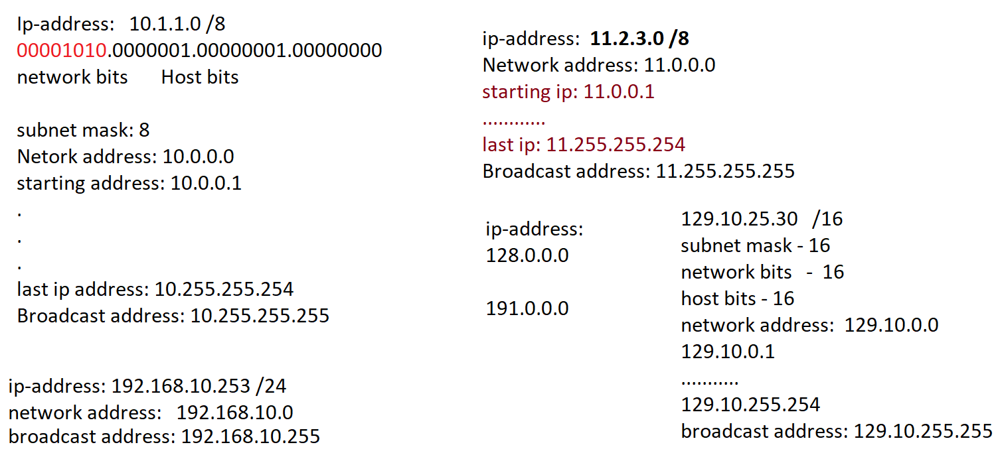 Ip-address: 10.1.1.0 /8
00001010.0000001.00000001.00000000
network bits Host bits
subnet mask: 8
Netork address: 10.0.0.0
starting address: 10.0.0.1
.
.
.
last ip address: 10.255.255.254
Broadcast address: 10.255.255.255
ip-address: 192.168.10.253 /24
network address: 192.168.10.0
broadcast address: 192.168.10.255
ip-address: 11.2.3.0 /8
Network address: 11.0.0.0
starting ip: 11.0.0.1
............
last ip: 11.255.255.254
Broadcast address: 11.255.255.255
ip-address:
128.0.0.0
191.0.0.0
129.10.25.30 /16
subnet mask - 16
network bits - 16
host bits - 16
network address: 129.10.0.0
129.10.0.1
...........
129.10.255.254
broadcast address: 129.10.255.255